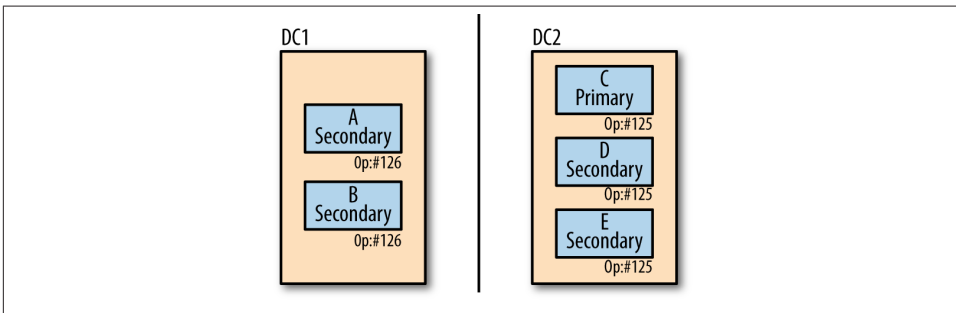 DC1
A
Secondary
Op:#126
B
Secondary
Op:#126
DC2
C
Primary
Op:#125
D
Secondary
Op:#125
E
Secondary
Op:#125